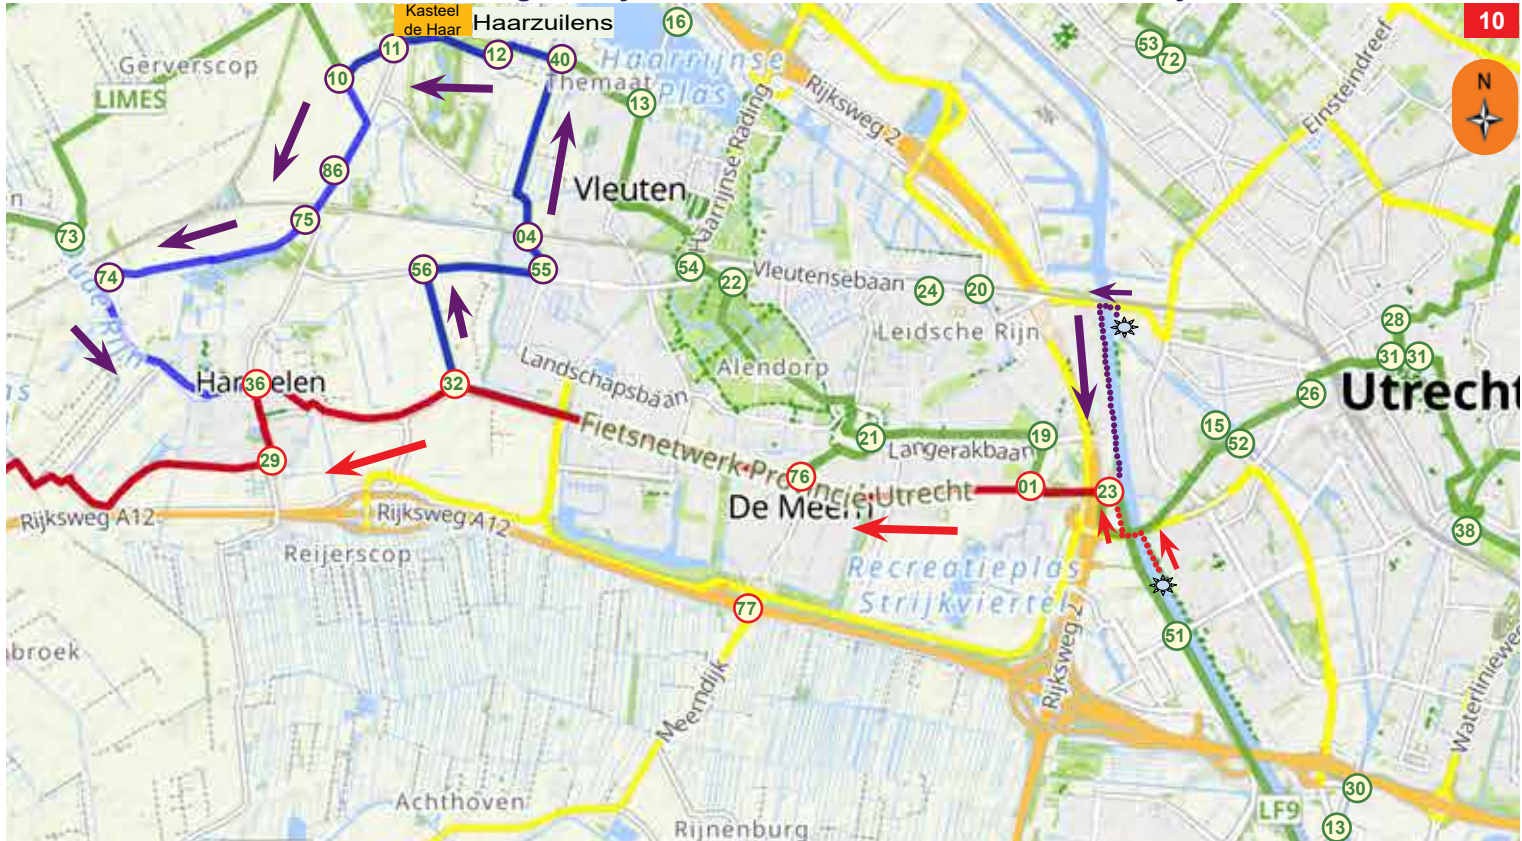 Kasteel
de Haar
Haarzuilens
10
N
16
53
72
11
12
40
10
13
Gerverscop
LIMES
Themaat
Haarrijnse
Plas
Rijksweg 2
Einsteindreef
Haarrijnse Rading
86
Vleuten
75
73
04
74
56
55
54
22
Vleutensebaan
24
20
Leidsche Rijn
28
31
31
26
Utrecht
Landschapsbaan
Alendorp
36
32
15
52
21
19
Langerakbaan
29
76
01
23
Fietsnetwerk Provincie Utrecht
De Meern
38
Rijksweg A12
Rijksweg A12
Reijerscop
Recreatieplas
Strijkviertel
77
51
Rijksweg 2
Meerndijk
Waterlinieweg
Achthoven
Rijnenburg
LF9
30
13